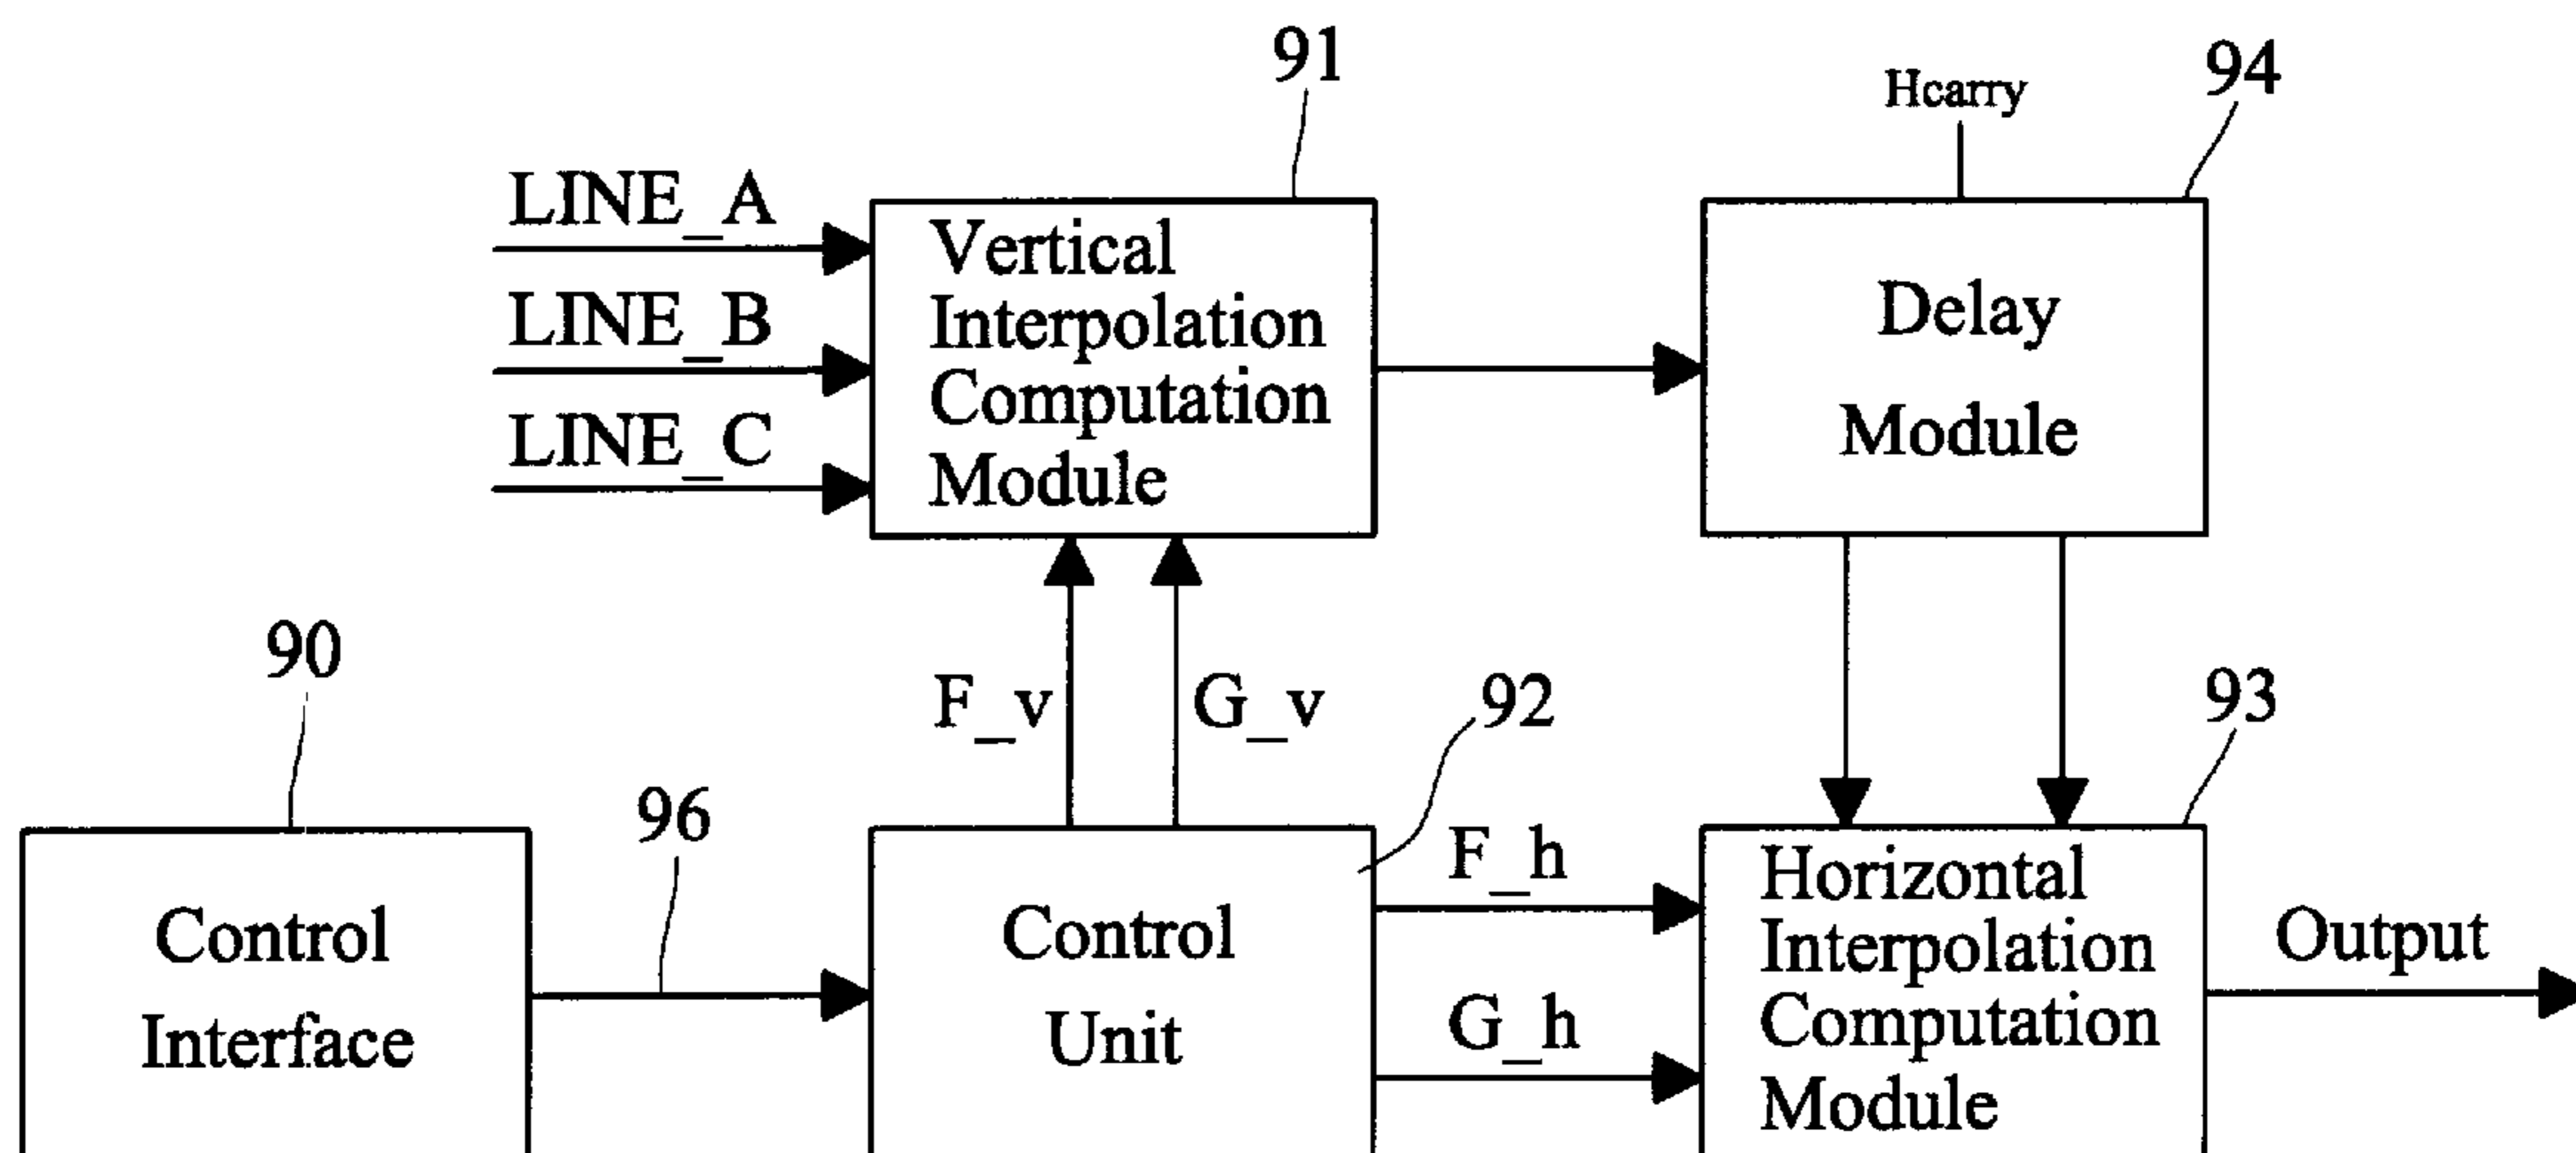 91
94
Hcarry
LINE_A
LINE_B
LINE_C
Vertical
Interpolation
Computation
Module
Delay
Module
90
96
F_v
G_v
92
93
Control
Interface
Control
Unit
F_h
G_h
Horizontal
Interpolation
Computation
Module
Output